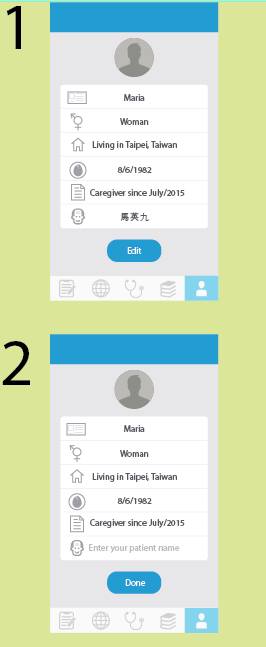 1
Maria
Woman
Living in Taipei, Taiwan
8/6/1982
Caregiver since July/2015
馬英九
Edit
2
Maria
Woman
Living in Taipei, Taiwan
8/6/1982
Caregiver since July/2015
Enter your patient name
Done